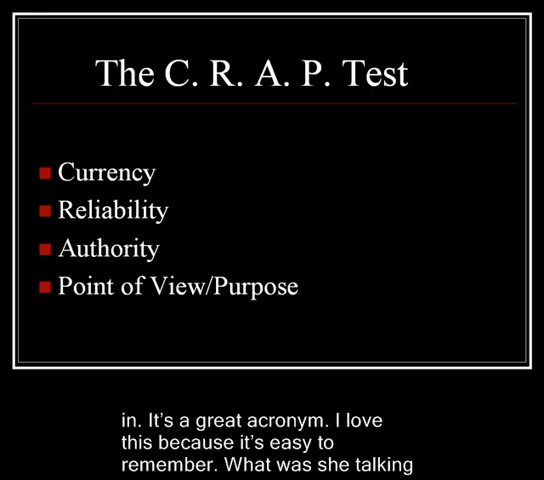 The C. R. A. P. Test
Currency
Reliability
Authority
Point of View/Purpose
in. It's a great acronym. I love
this because it's easy to
remember. What was she talking